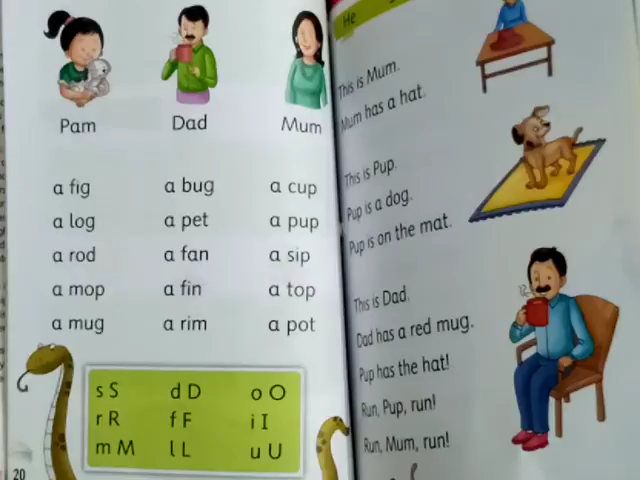 Pam Dad Mum
a fig a bug a cup
a log a pet a pup
a rod a fan a sip
a mop a fin a top
a mug a rim a pot
s S d D o O
r R f F i I
m M l L u U
20
He
This is Mum.
Mum has a hat.
This is Pup.
Pup is a dog.
Pup is on the mat.
This is Dad.
Dad has a red mug.
Pup has the hat!
Run, Pup, run!
Run, Mum, run!